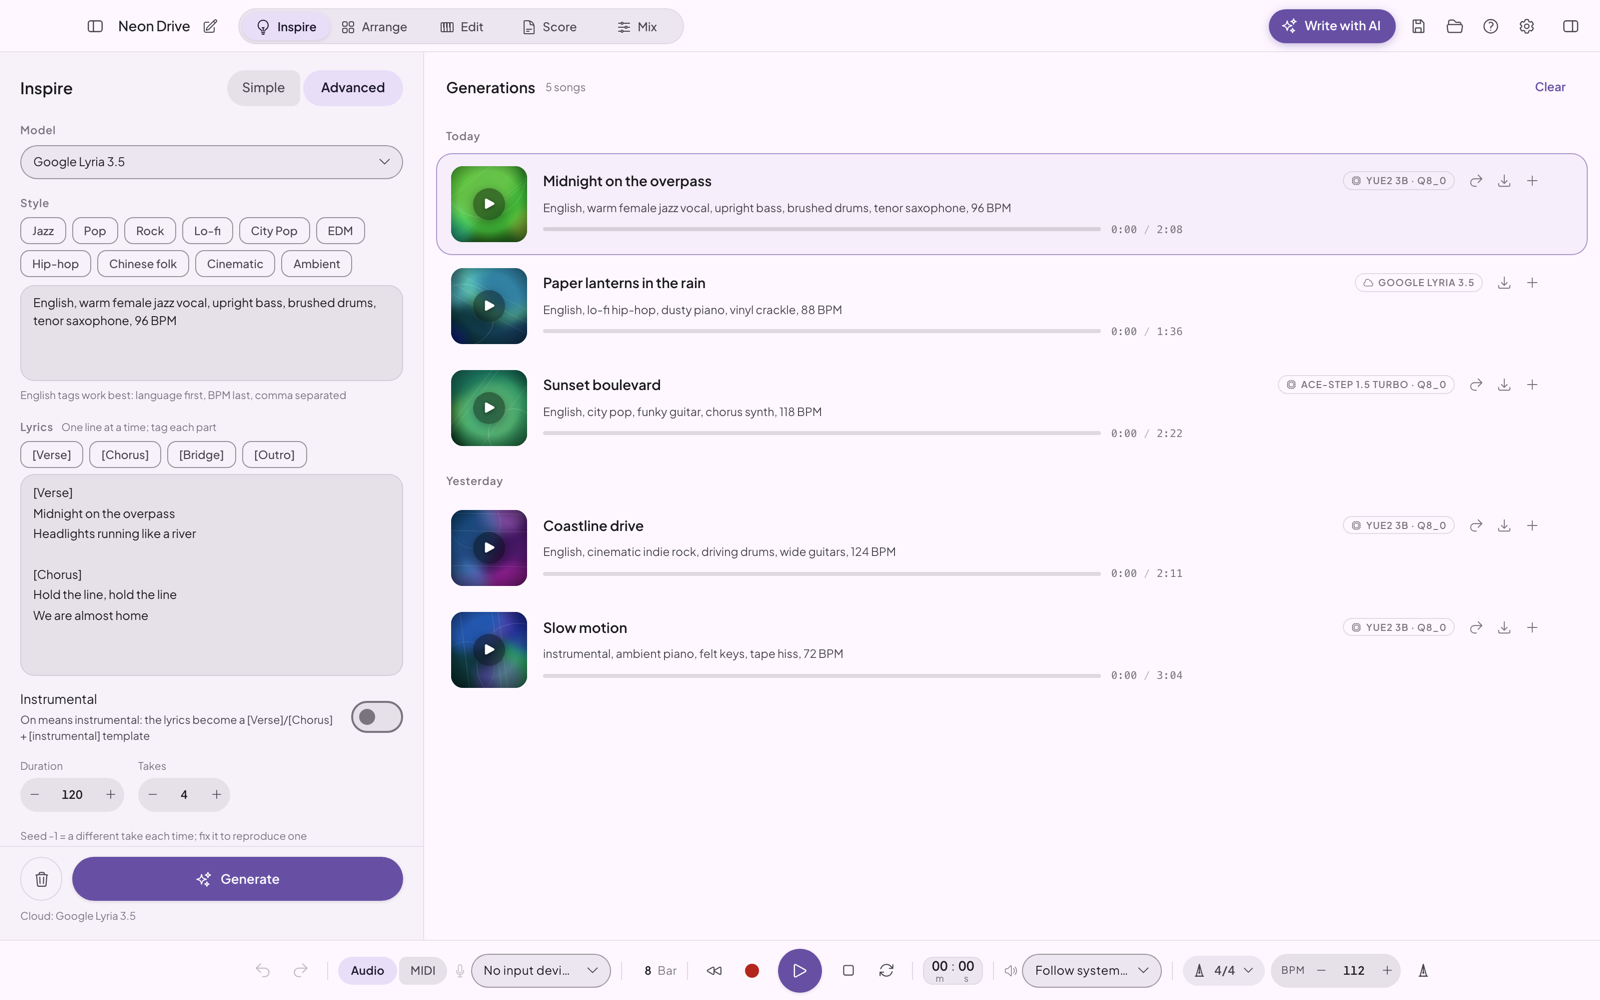 Neon Drive
Inspire
Arrange
Edit
Score
Mix
Write with AI
Inspire
Simple
Advanced
Model
Google Lyria 3.5
Style
Jazz
Pop
Rock
Lo-fi
City Pop
EDM
Hip-hop
Chinese folk
Cinematic
Ambient
English, warm female jazz vocal, upright bass, brushed drums,
tenor saxophone, 96 BPM
English tags work best: language first, BPM last, comma separated
Lyrics One line at a time; tag each part
[Verse]
[Chorus]
[Bridge]
[Outro]
[Verse]
Midnight on the overpass
Headlights running like a river
[Chorus]
Hold the line, hold the line
We are almost home
Instrumental
On means instrumental: the lyrics become a [Verse]/[Chorus]
+ [instrumental] template
Duration
Takes
− 120 +
− 4 +
Seed -1 = a different take each time; fix it to reproduce one
Generate
Cloud: Google Lyria 3.5
Generations 5 songs
Clear
Today
Midnight on the overpass
YUE2 3B · Q8_0
English, warm female jazz vocal, upright bass, brushed drums, tenor saxophone, 96 BPM
0:00 / 2:08
Paper lanterns in the rain
GOOGLE LYRIA 3.5
English, lo-fi hip-hop, dusty piano, vinyl crackle, 88 BPM
0:00 / 1:36
Sunset boulevard
ACE-STEP 1.5 TURBO · Q8_0
English, city pop, funky guitar, chorus synth, 118 BPM
0:00 / 2:22
Yesterday
Coastline drive
YUE2 3B · Q8_0
English, cinematic indie rock, driving drums, wide guitars, 124 BPM
0:00 / 2:11
Slow motion
YUE2 3B · Q8_0
instrumental, ambient piano, felt keys, tape hiss, 72 BPM
0:00 / 3:04
Audio
MIDI
No input devi...
8 Bar
00 : 00
m s
Follow system...
4/4
BPM − 112 +